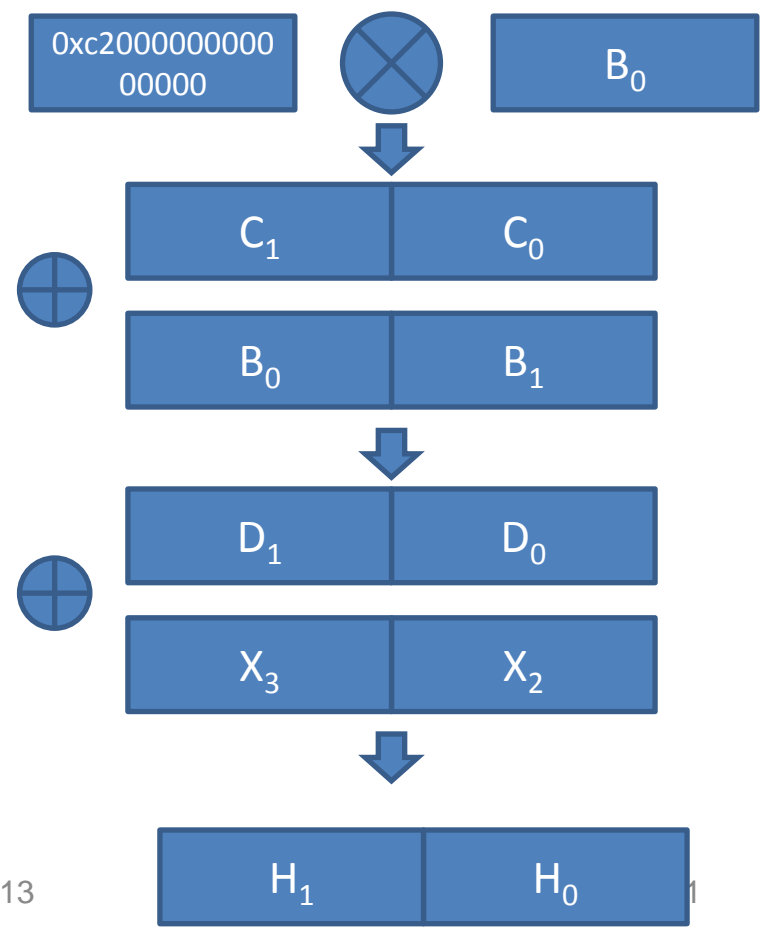 0xc2000000000
00000
B₀
C₁ C₀
B₀ B₁
D₁ D₀
X₃ X₂
H₁ H₀
13
1